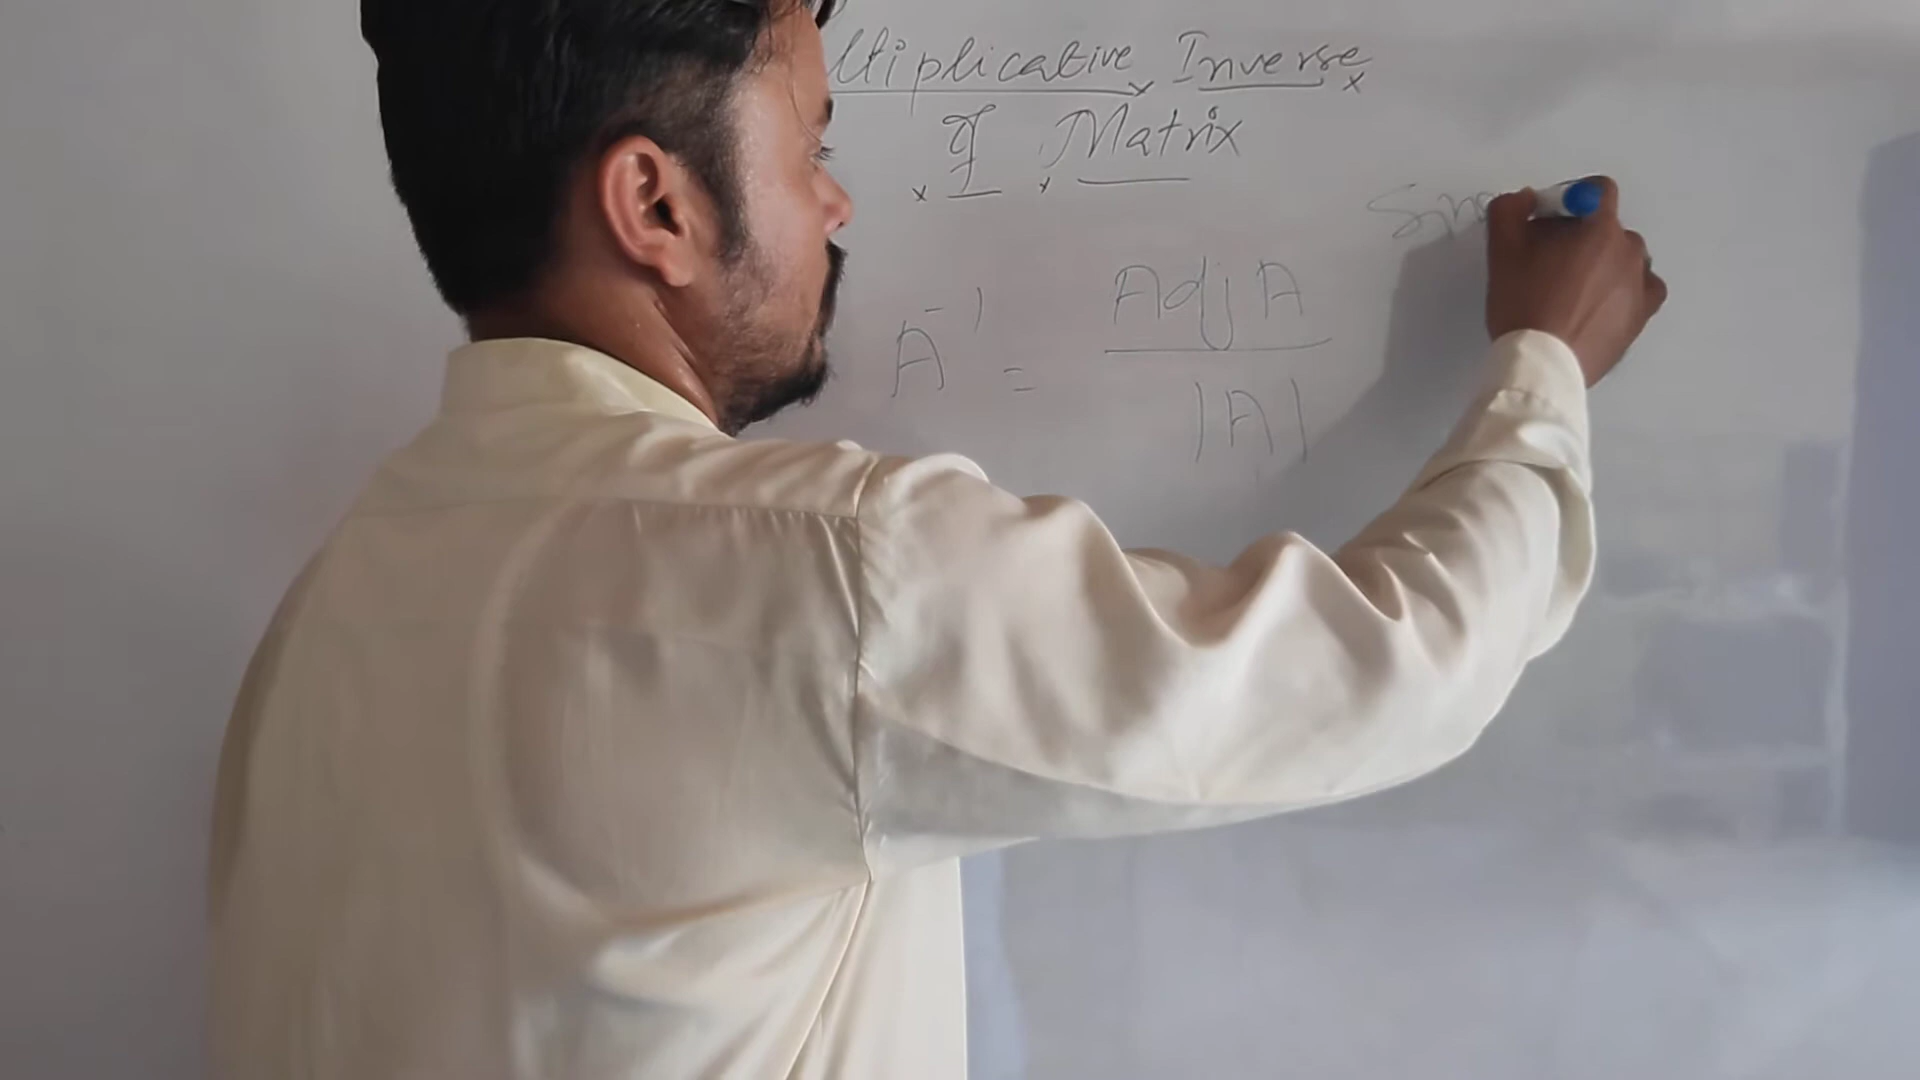 ltiplicative Inverse
Of Matrix
A⁻¹ = Adj A / |A|